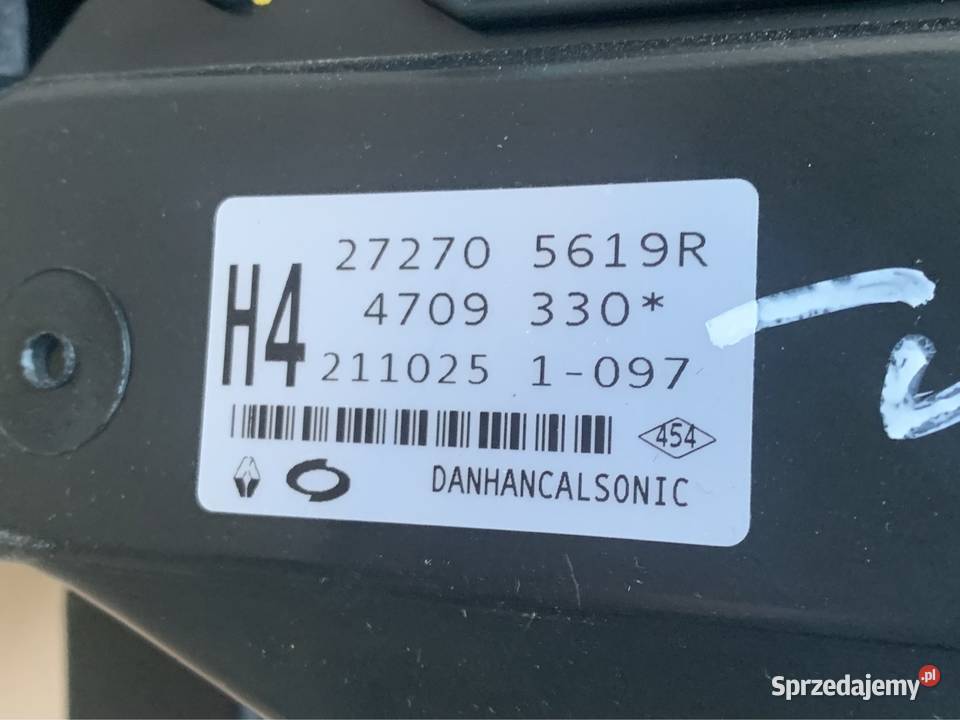 27270 5619R
H4
4709 330*
211025 1-097
454
DANHANCALSONIC
Sprzedajemy.pl